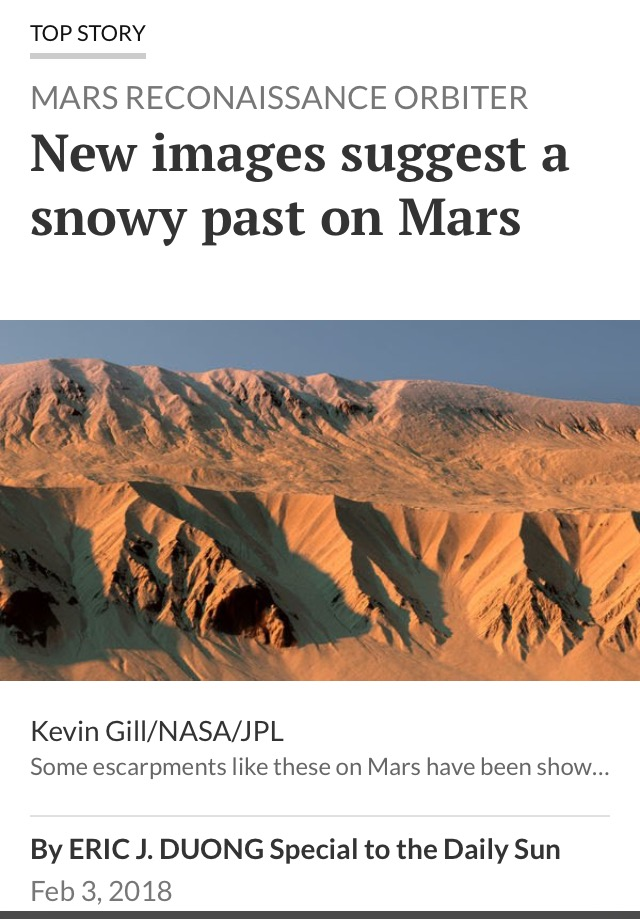 TOP STORY
MARS RECONAISSANCE ORBITER
New images suggest a
snowy past on Mars
Kevin Gill/NASA/JPL
Some escarpments like these on Mars have been show...
By ERIC J. DUONG Special to the Daily Sun
Feb 3, 2018